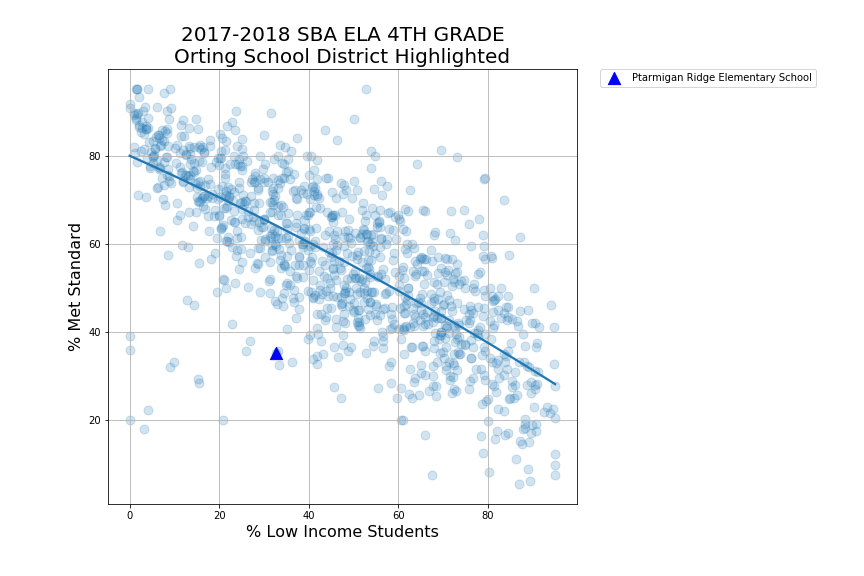 2017-2018 SBA ELA 4TH GRADE
Orting School District Highlighted
Ptarmigan Ridge Elementary School
% Met Standard
80
60
40
20
0
20
40
60
80
% Low Income Students